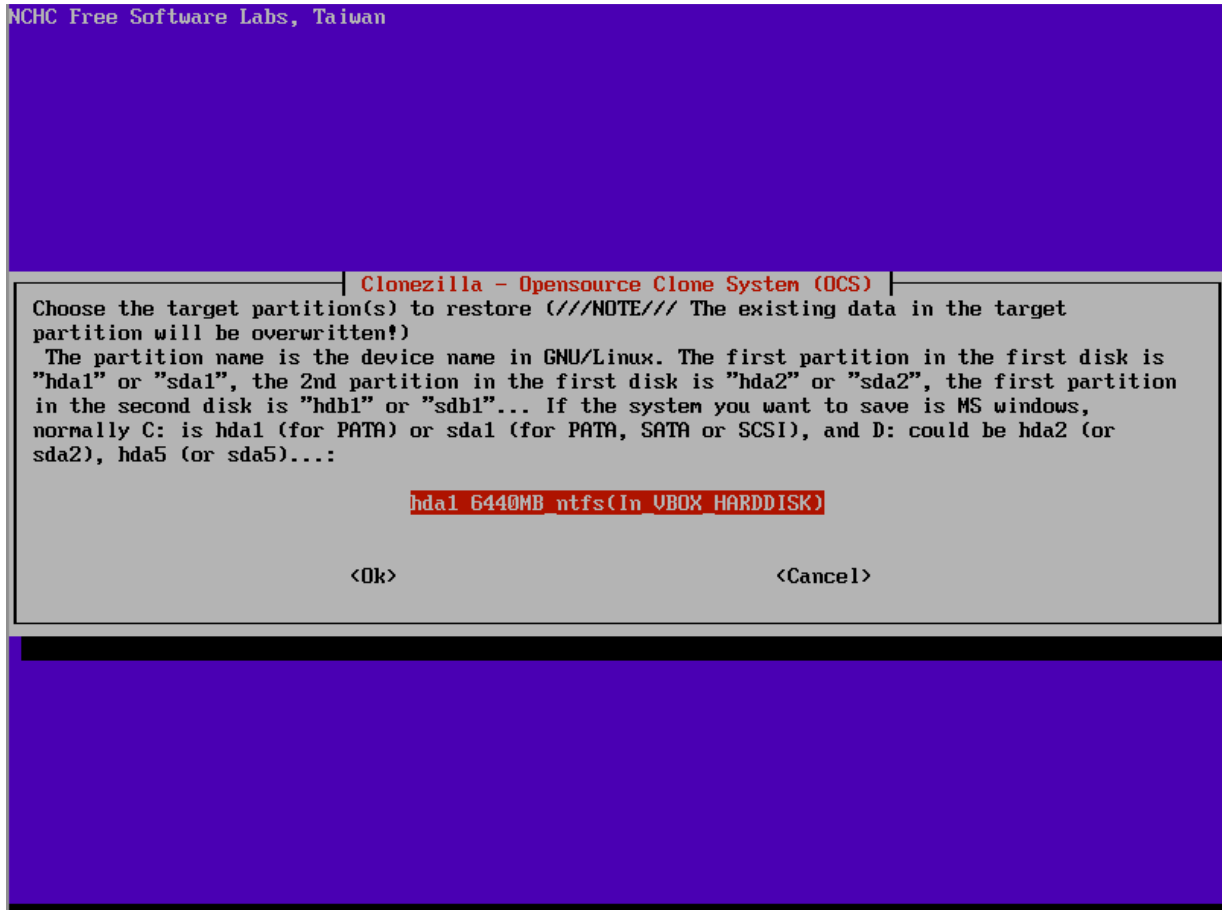 NCHC Free Software Labs, Taiwan
Clonezilla - Opensource Clone System (OCS)
Choose the target partition(s) to restore (///NOTE/// The existing data in the target
partition will be overwritten!)
The partition name is the device name in GNU/Linux. The first partition in the first disk is
"hda1" or "sda1", the 2nd partition in the first disk is "hda2" or "sda2", the first partition
in the second disk is "hdb1" or "sdb1"... If the system you want to save is MS windows,
normally C: is hda1 (for PATA) or sda1 (for PATA, SATA or SCSI), and D: could be hda2 (or
sda2), hda5 (or sda5)...:
hda1 6440MB_ntfs(In_VBOX_HARDDISK)
<Ok> <Cancel>